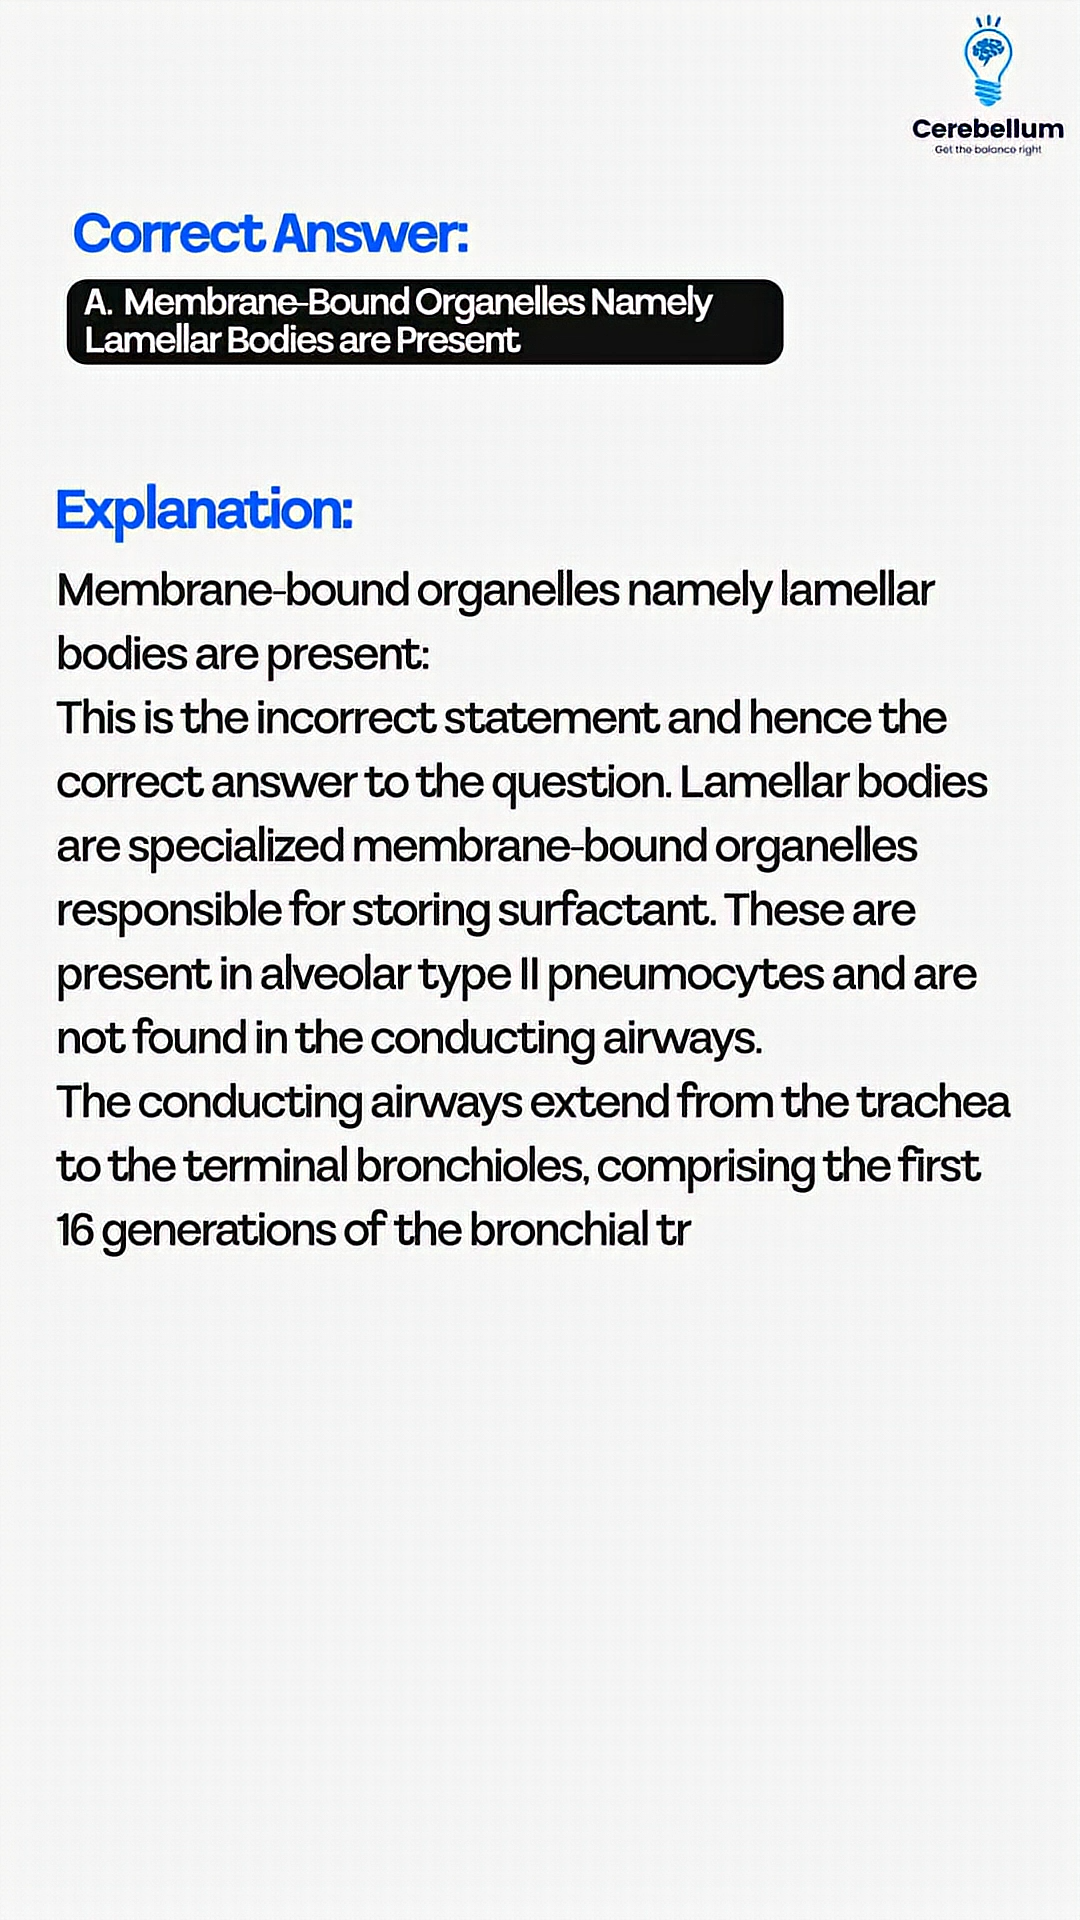 Cerebellum
Get the balance right
Correct Answer:
A. Membrane-Bound Organelles Namely
Lamellar Bodies are Present
Explanation:
Membrane-bound organelles namely lamellar
bodies are present:
This is the incorrect statement and hence the
correct answer to the question. Lamellar bodies
are specialized membrane-bound organelles
responsible for storing surfactant. These are
present in alveolar type II pneumocytes and are
not found in the conducting airways.
The conducting airways extend from the trachea
to the terminal bronchioles, comprising the first
16 generations of the bronchial tr